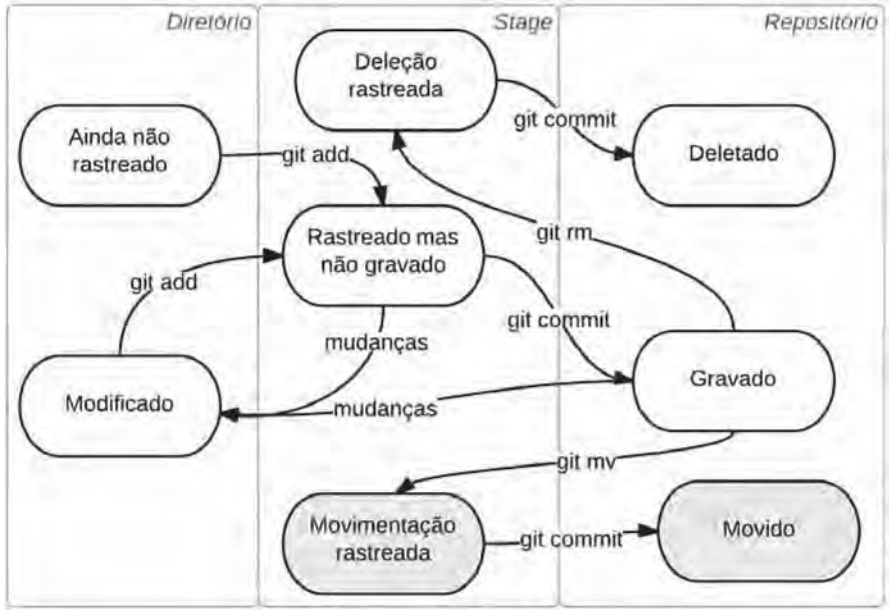 Diretório
Stage
Repositório
Deleção
rastreada
git commit
Ainda não
rastreado
git add
Deletado
Rastreado mas
não gravado
git rm
git add
git commit
mudanças
Gravado
Modificado
mudanças
git mv
Movimentação
rastreada
git commit
Movido